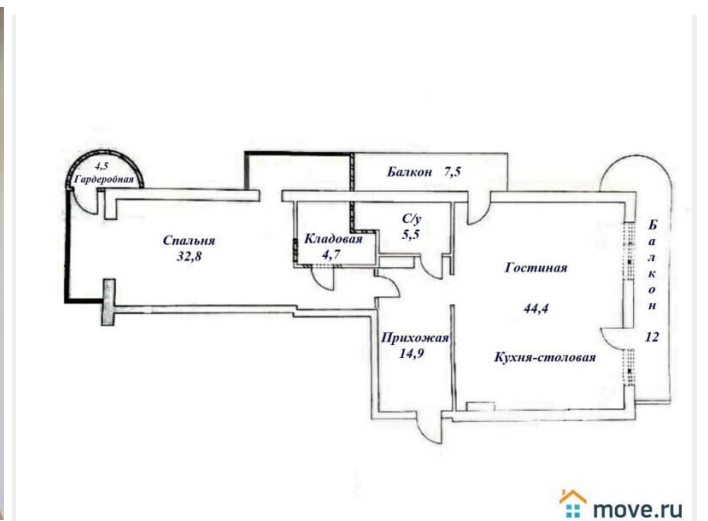 4,5
Гардеробная
Балкон 7,5
Спальня
32,8
Кладовая
4,7
С/у
5,5
Гостиная
44,4
Кухня-столовая
Прихожая
14,9
Балкон
12
move.ru